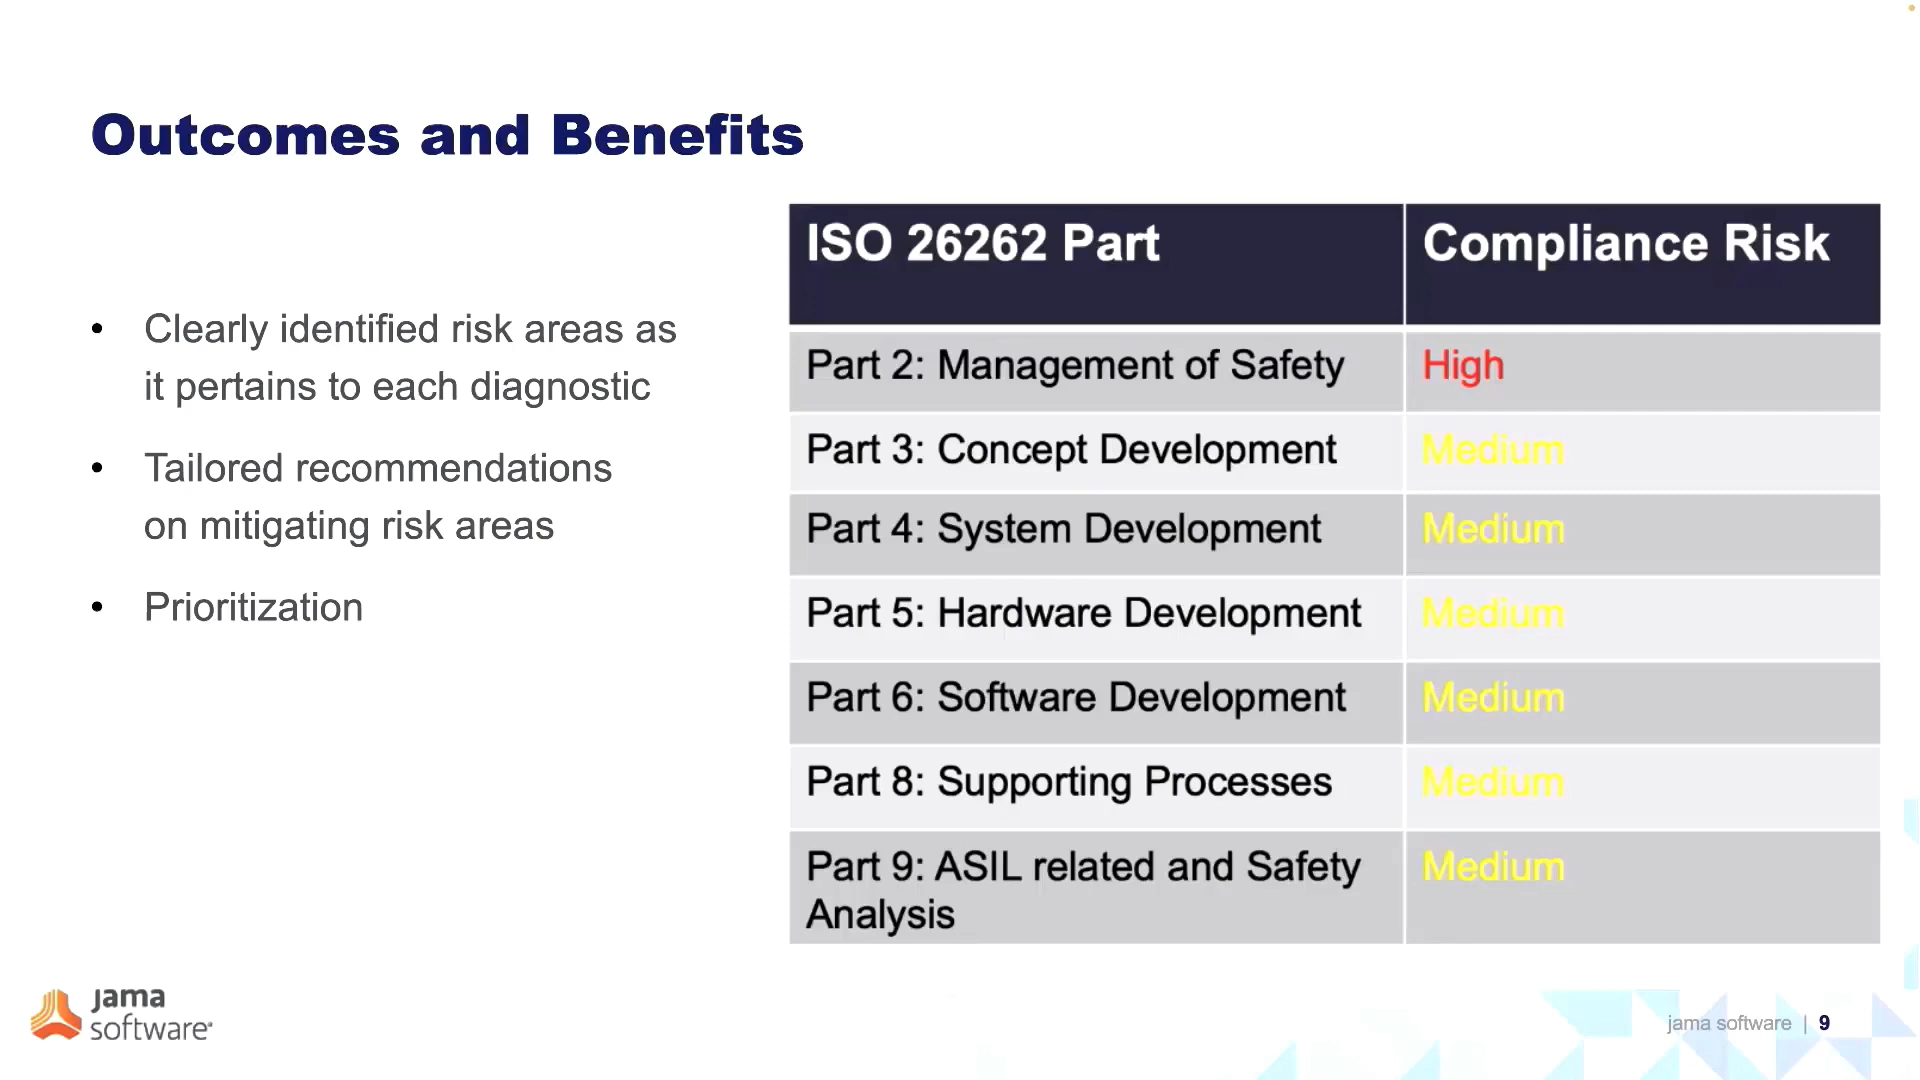 Outcomes and Benefits
• Clearly identified risk areas as
it pertains to each diagnostic
• Tailored recommendations
on mitigating risk areas
• Prioritization
ISO 26262 Part Compliance Risk
Part 2: Management of Safety High
Part 3: Concept Development Medium
Part 4: System Development Medium
Part 5: Hardware Development Medium
Part 6: Software Development Medium
Part 8: Supporting Processes Medium
Part 9: ASIL related and Safety Medium
Analysis
jama
software
jama software | 9